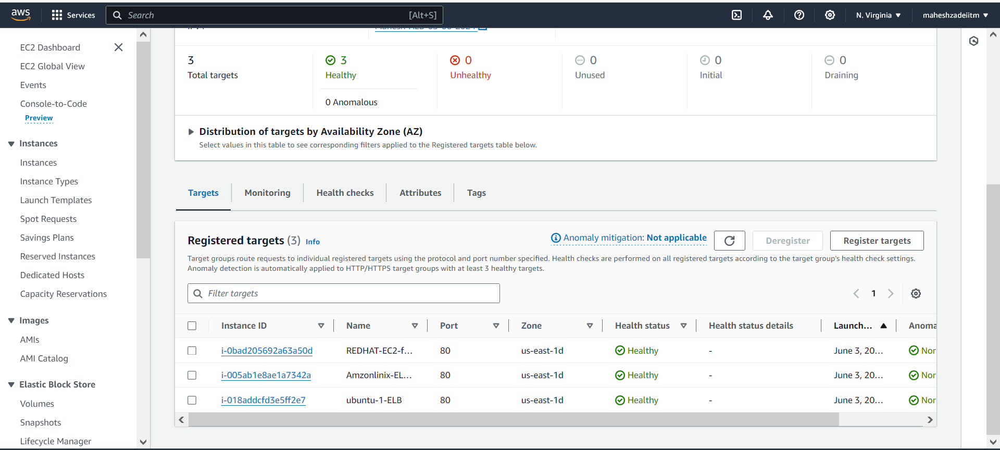 aws
Services
Search
[Alt+S]
N. Virginia
maheshzadeiitm
EC2 Dashboard
EC2 Global View
Events
Console-to-Code
Preview
Instances
Instances
Instance Types
Launch Templates
Spot Requests
Savings Plans
Reserved Instances
Dedicated Hosts
Capacity Reservations
Images
AMIs
AMI Catalog
Elastic Block Store
Volumes
Snapshots
Lifecycle Manager
3
Total targets
3
Healthy
0 Anomalous
0
Unhealthy
0
Unused
0
Initial
0
Draining
Distribution of targets by Availability Zone (AZ)
Select values in this table to see corresponding filters applied to the Registered targets table below.
Targets
Monitoring
Health checks
Attributes
Tags
Registered targets (3) Info
Anomaly mitigation: Not applicable
Deregister
Register targets
Target groups route requests to individual registered targets using the protocol and port number specified. Health checks are performed on all registered targets according to the target group's health check settings.
Anomaly detection is automatically applied to HTTP/HTTPS target groups with at least 3 healthy targets.
Filter targets
1
Instance ID Name Port Zone Health status Health status details Launch... Anoma
i-0bad205692a63a50d REDHAT-EC2-f... 80 us-east-1d Healthy - June 3, 20... Nor
i-005ab1e8ae1a7342a Amzonlinix-EL... 80 us-east-1d Healthy - June 3, 20... Nor
i-018addcfd3e5ff2e7 ubuntu-1-ELB 80 us-east-1d Healthy - June 3, 20... Nor